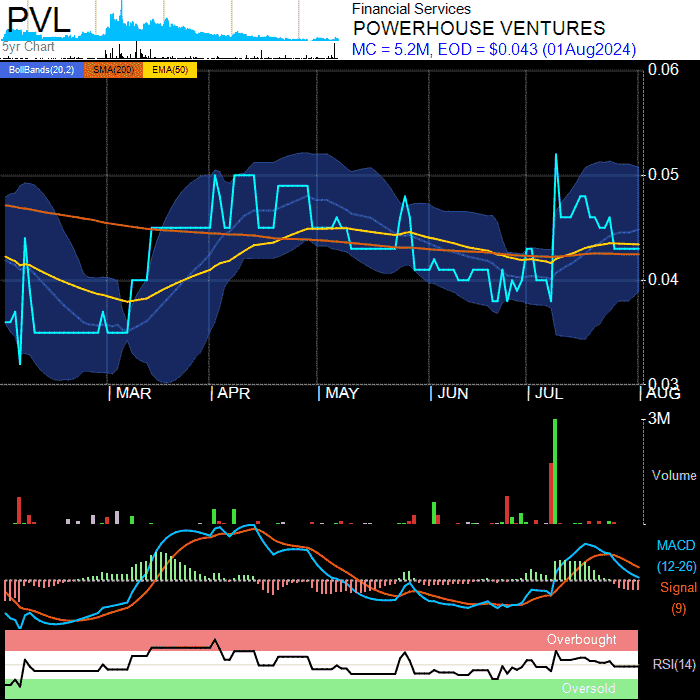 PVL
5yr Chart
Financial Services
POWERHOUSE VENTURES
MC = 5.2M, EOD = $0.043 (01Aug2024)
BollBands(20,2) SMA(200) EMA(50)
0.06
0.05
0.04
0.03
MAR APR MAY JUN JUL AUG
3M
Volume
MACD
(12-26)
Signal
(9)
Overbought
RSI(14)
Oversold